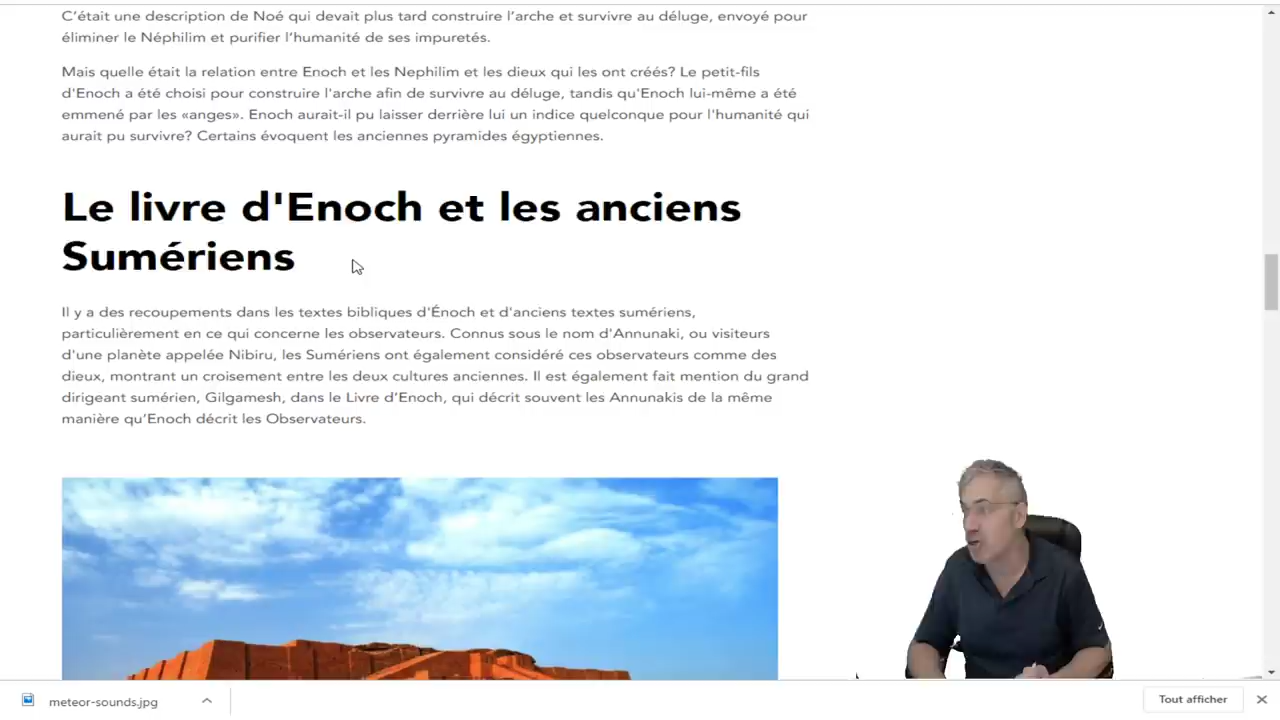 C'était une description de Noé qui devait plus tard construire l'arche et survivre au déluge, envoyé pour
éliminer le Néphilim et purifier l'humanité de ses impuretés.
Mais quelle était la relation entre Enoch et les Nephilim et les dieux qui les ont créés? Le petit-fils
d'Enoch a été choisi pour construire l'arche afin de survivre au déluge, tandis qu'Enoch lui-même a été
emmené par les «anges». Enoch aurait-il pu laisser derrière lui un indice quelconque pour l'humanité qui
aurait pu survivre? Certains évoquent les anciennes pyramides égyptiennes.
Le livre d'Enoch et les anciens
Sumériens
Il y a des recoupements dans les textes bibliques d'Énoch et d'anciens textes sumériens,
particulièrement en ce qui concerne les observateurs. Connus sous le nom d'Annunaki, ou visiteurs
d'une planète appelée Nibiru, les Sumériens ont également considéré ces observateurs comme des
dieux, montrant un croisement entre les deux cultures anciennes. Il est également fait mention du grand
dirigeant sumérien, Gilgamesh, dans le Livre d'Enoch, qui décrit souvent les Annunakis de la même
manière qu'Enoch décrit les Observateurs.
meteor-sounds.jpg
Tout afficher